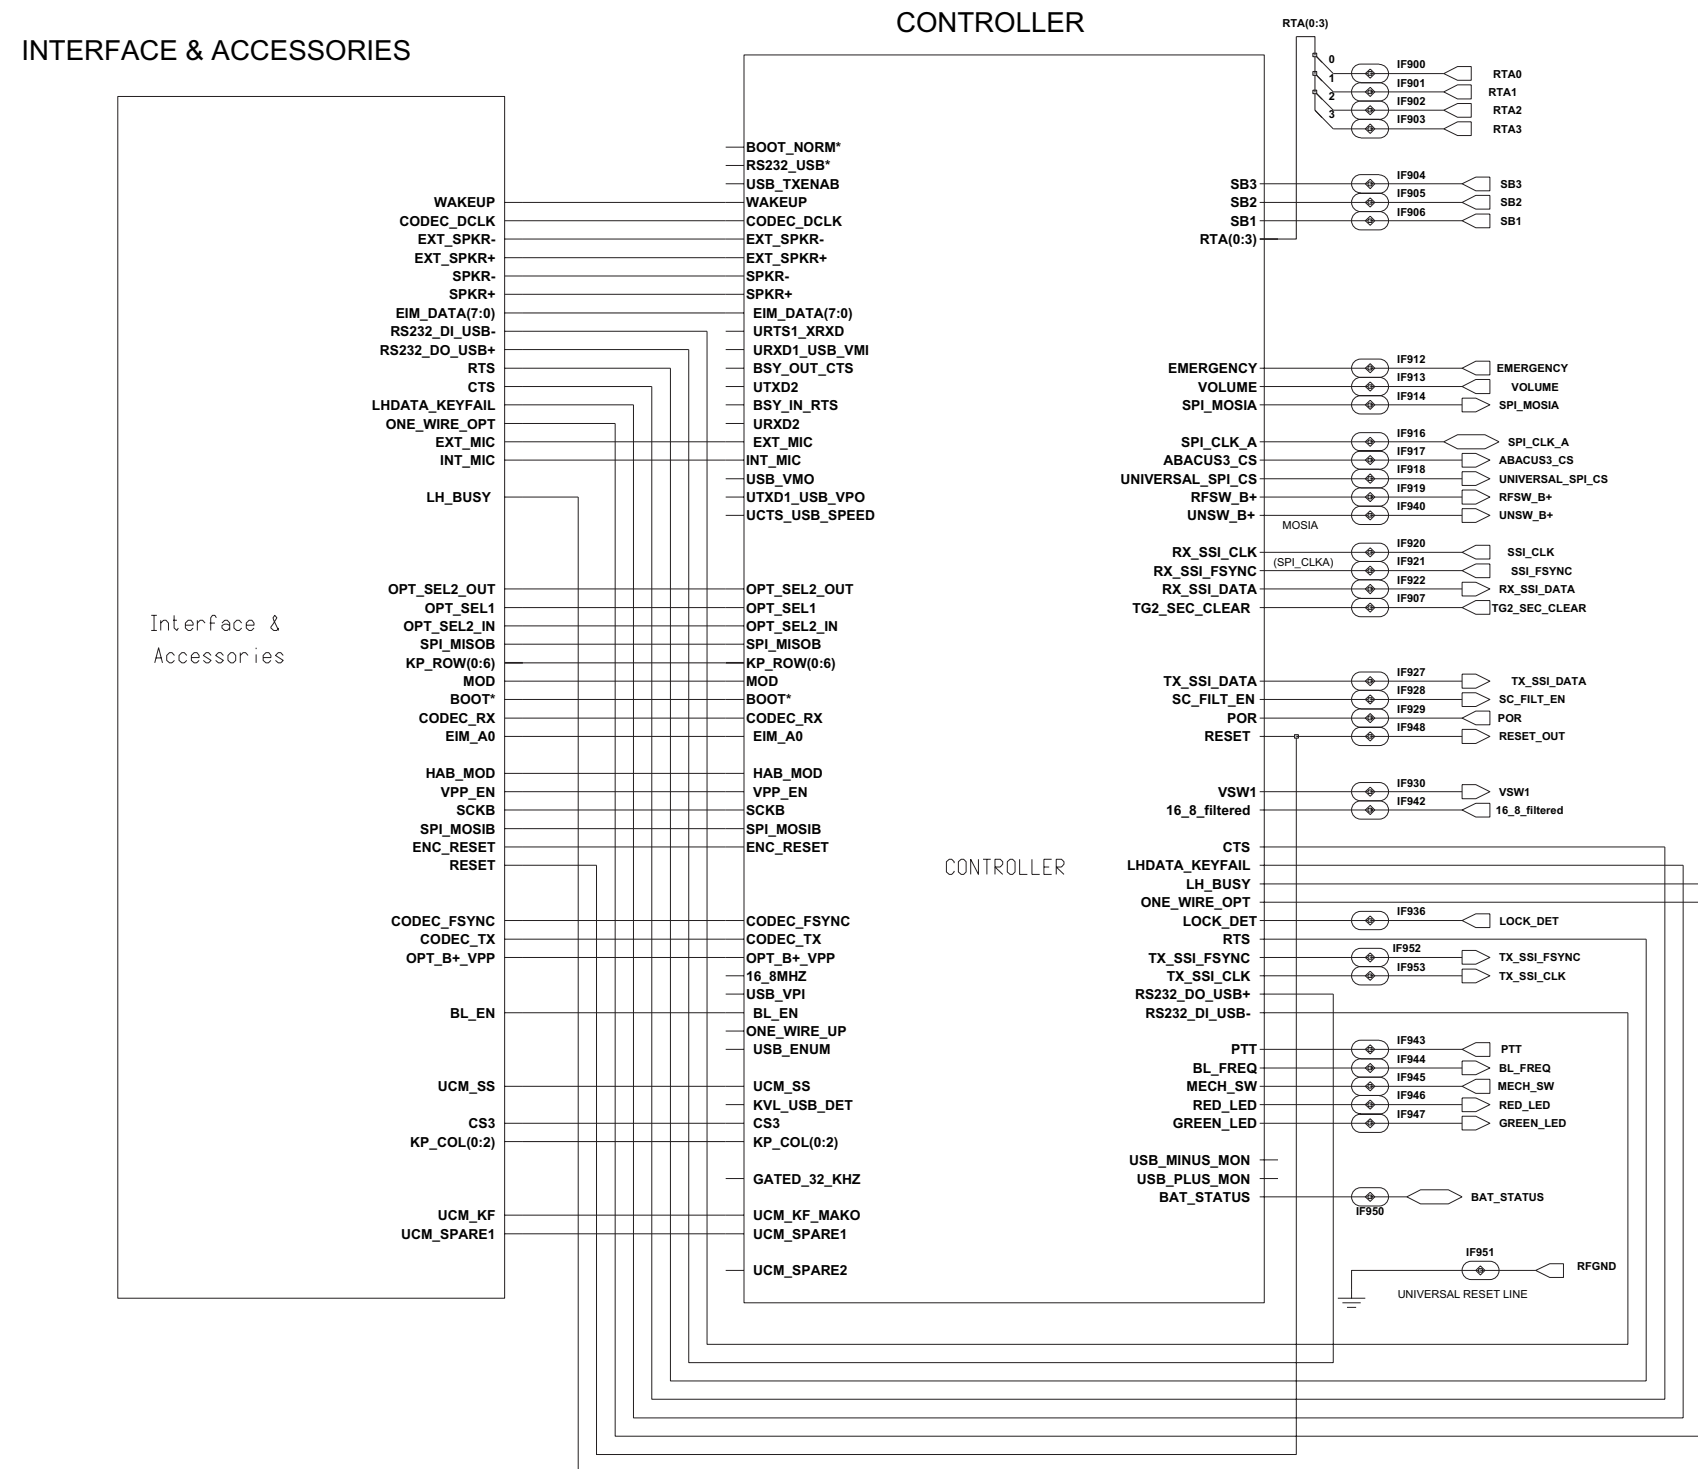 CONTROLLER
INTERFACE & ACCESSORIES
RTA(0:3)
0
IF900
RTA0
1
IF901
RTA1
2
IF902
RTA2
3
IF903
RTA3
BOOT_NORM*
RS232_USB*
USB_TXENAB
WAKEUP
CODEC_DCLK
EXT_SPKR-
EXT_SPKR+
SPKR-
SPKR+
EIM_DATA(7:0)
RS232_DI_USB-
RS232_DO_USB+
RTS
CTS
LHDATA_KEYFAIL
ONE_WIRE_OPT
EXT_MIC
INT_MIC
LH_BUSY
OPT_SEL2_OUT
OPT_SEL1
OPT_SEL2_IN
SPI_MISOB
KP_ROW(0:6)
MOD
BOOT*
CODEC_RX
EIM_A0
HAB_MOD
VPP_EN
SCKB
SPI_MOSIB
ENC_RESET
RESET
CODEC_FSYNC
CODEC_TX
OPT_B+_VPP
BL_EN
UCM_SS
CS3
KP_COL(0:2)
UCM_KF
UCM_SPARE1
Interface &
Accessories
WAKEUP
CODEC_DCLK
EXT_SPKR-
EXT_SPKR+
SPKR-
SPKR+
EIM_DATA(7:0)
URTS1_XRXD
URXD1_USB_VMI
BSY_OUT_CTS
UTXD2
BSY_IN_RTS
URXD2
EXT_MIC
INT_MIC
USB_VMO
UTXD1_USB_VPO
UCTS_USB_SPEED
OPT_SEL2_OUT
OPT_SEL1
OPT_SEL2_IN
SPI_MISOB
KP_ROW(0:6)
MOD
BOOT*
CODEC_RX
EIM_A0
HAB_MOD
VPP_EN
SCKB
SPI_MOSIB
ENC_RESET
CODEC_FSYNC
CODEC_TX
OPT_B+_VPP
16_8MHZ
USB_VPI
BL_EN
ONE_WIRE_UP
USB_ENUM
UCM_SS
KVL_USB_DET
CS3
KP_COL(0:2)
GATED_32_KHZ
UCM_KF_MAKO
UCM_SPARE1
UCM_SPARE2
CONTROLLER
SB3
IF904
SB3
SB2
IF905
SB2
SB1
IF906
SB1
RTA(0:3)
EMERGENCY
IF912
EMERGENCY
VOLUME
IF913
VOLUME
SPI_MOSIA
IF914
SPI_MOSIA
SPI_CLK_A
IF916
SPI_CLK_A
ABACUS3_CS
IF917
ABACUS3_CS
UNIVERSAL_SPI_CS
IF918
UNIVERSAL_SPI_CS
RFSW_B+
IF919
RFSW_B+
UNSW_B+
IF940
UNSW_B+
MOSIA
RX_SSI_CLK
IF920
SSI_CLK
(SPI_CLKA)
RX_SSI_FSYNC
IF921
SSI_FSYNC
RX_SSI_DATA
IF922
RX_SSI_DATA
TG2_SEC_CLEAR
IF907
TG2_SEC_CLEAR
TX_SSI_DATA
IF927
TX_SSI_DATA
SC_FILT_EN
IF928
SC_FILT_EN
POR
IF929
POR
RESET
IF948
RESET_OUT
VSW1
IF930
VSW1
16_8_filtered
IF942
16_8_filtered
CTS
LHDATA_KEYFAIL
LH_BUSY
ONE_WIRE_OPT
LOCK_DET
IF936
LOCK_DET
RTS
TX_SSI_FSYNC
IF952
TX_SSI_FSYNC
TX_SSI_CLK
IF953
TX_SSI_CLK
RS232_DO_USB+
RS232_DI_USB-
PTT
IF943
PTT
BL_FREQ
IF944
BL_FREQ
MECH_SW
IF945
MECH_SW
RED_LED
IF946
RED_LED
GREEN_LED
IF947
GREEN_LED
USB_MINUS_MON
USB_PLUS_MON
BAT_STATUS
IF950
BAT_STATUS
IF951
RFGND
UNIVERSAL RESET LINE